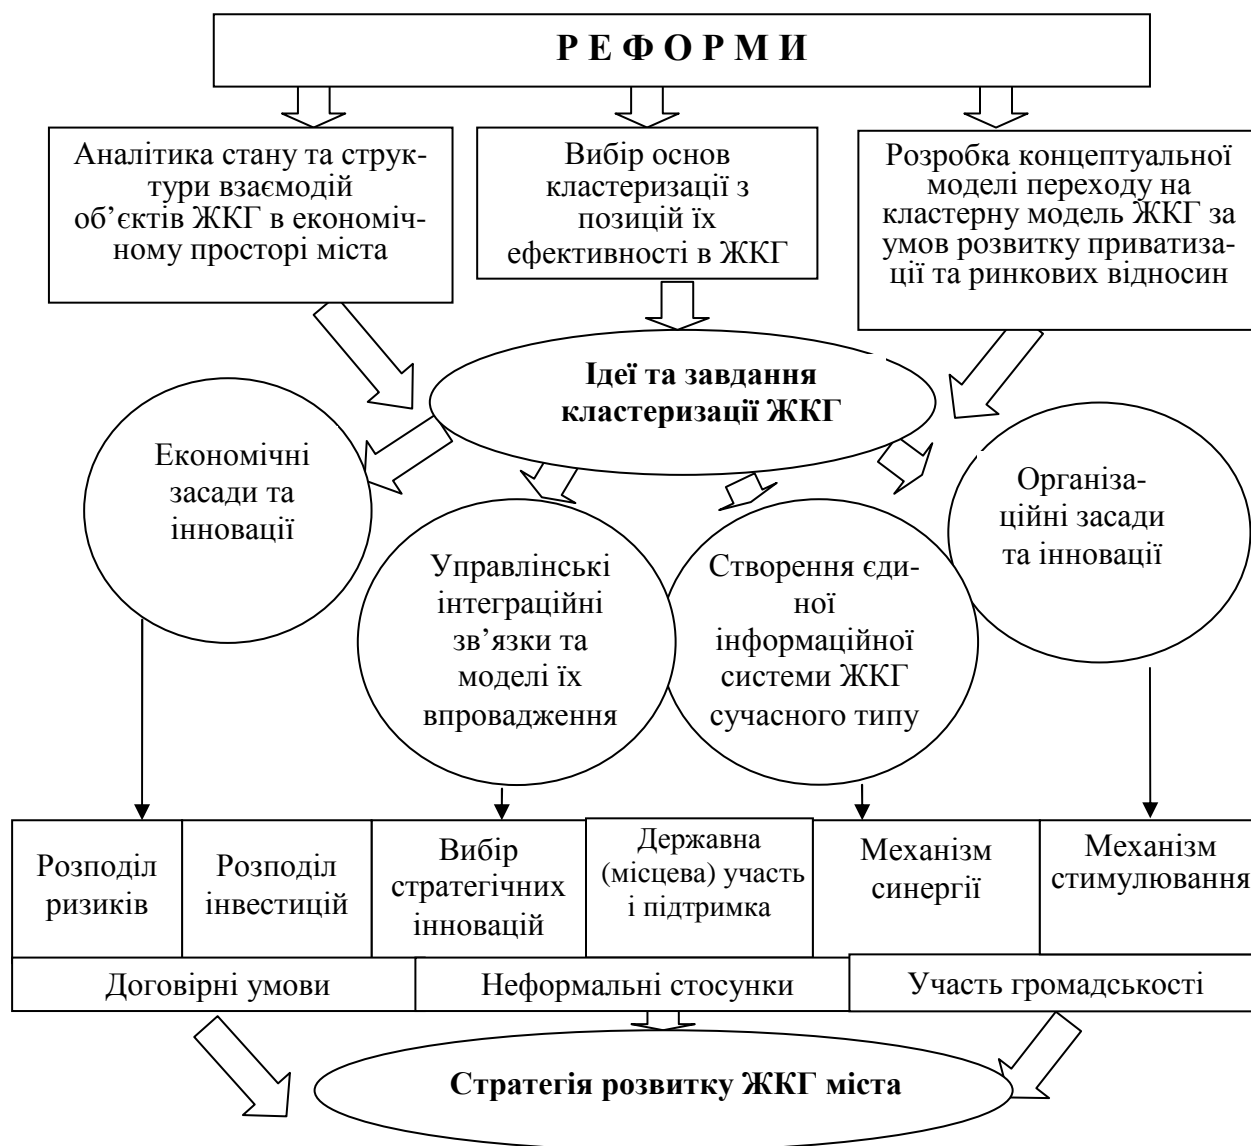 Р Е Ф О Р М И
Аналітика стану та струк-
тури взаємодій
об’єктів ЖКГ в економіч-
ному просторі міста
Вибір основ
кластеризації з
позицій їх
ефективності в ЖКГ
Розробка концептуальної
моделі переходу на
кластерну модель ЖКГ за
умов розвитку приватиза-
ції та ринкових відносин
Ідеї та завдання
кластеризації ЖКГ
Економічні
засади та
інновації
Управлінські
інтеграційні
зв’язки та
моделі їх
впровадження
Створення єди-
ної
інформаційної
системи ЖКГ
сучасного типу
Організа-
ційні засади
та інновації
Розподіл
ризиків
Розподіл
інвестицій
Вибір
стратегічних
інновацій
Державна
(місцева) участь
і підтримка
Механізм
синергії
Механізм
стимулювання
Договірні умови
Неформальні стосунки
Участь громадськості
Стратегія розвитку ЖКГ міста